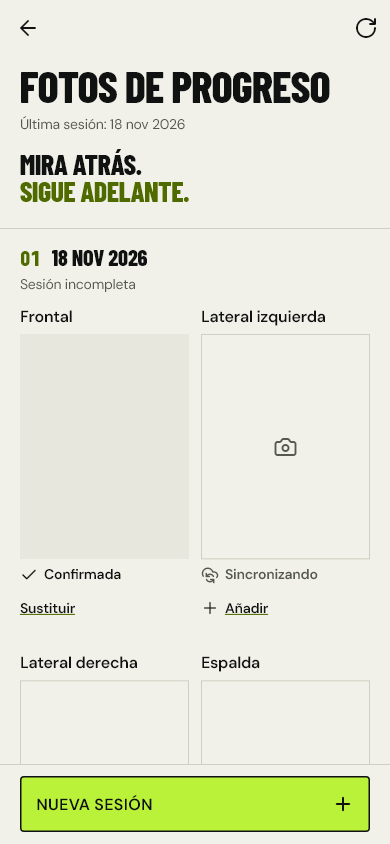 FOTOS DE PROGRESO
Última sesión: 18 nov 2026
MIRA ATRÁS.
SIGUE ADELANTE.
01 18 NOV 2026
Sesión incompleta
Frontal
Lateral izquierda
Confirmada
Sincronizando
Sustituir
Añadir
Lateral derecha
Espalda
NUEVA SESIÓN